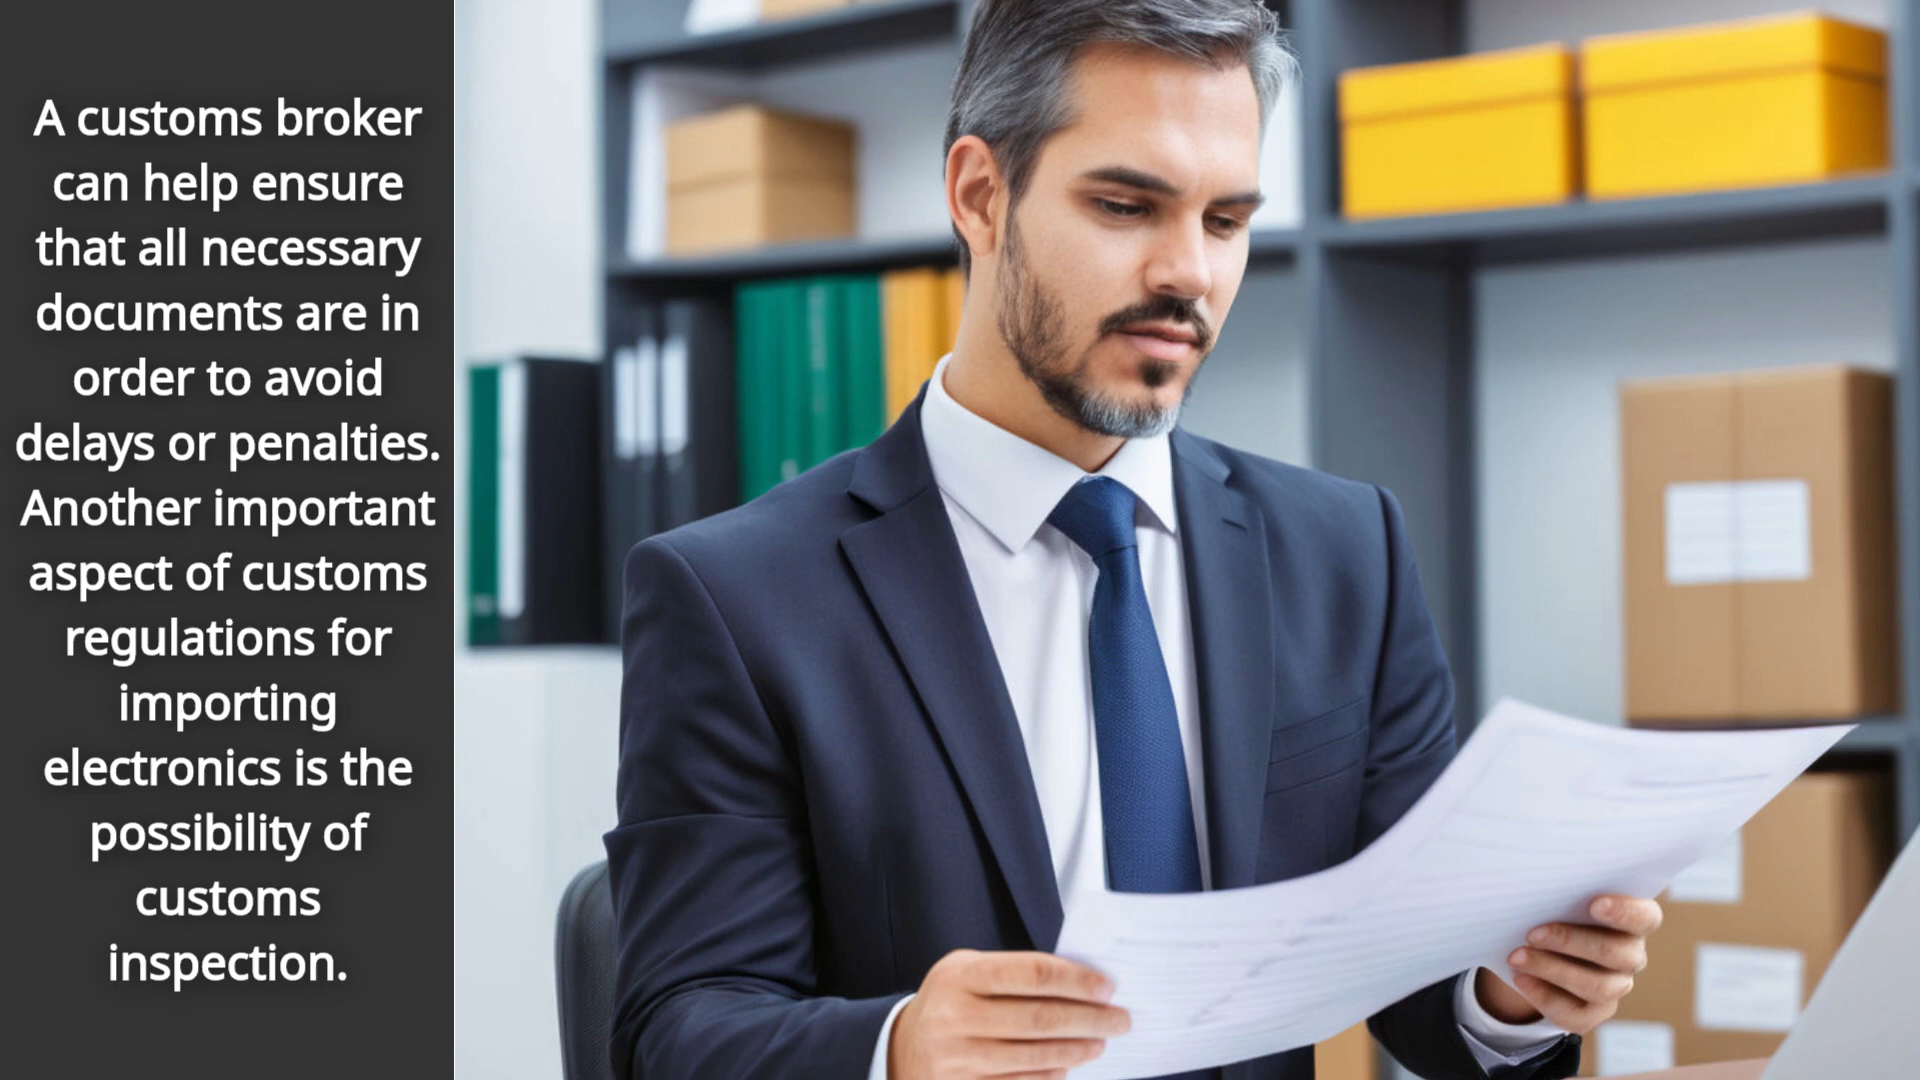 A customs broker
can help ensure
that all necessary
documents are in
order to avoid
delays or penalties.
Another important
aspect of customs
regulations for
importing
electronics is the
possibility of
customs
inspection.